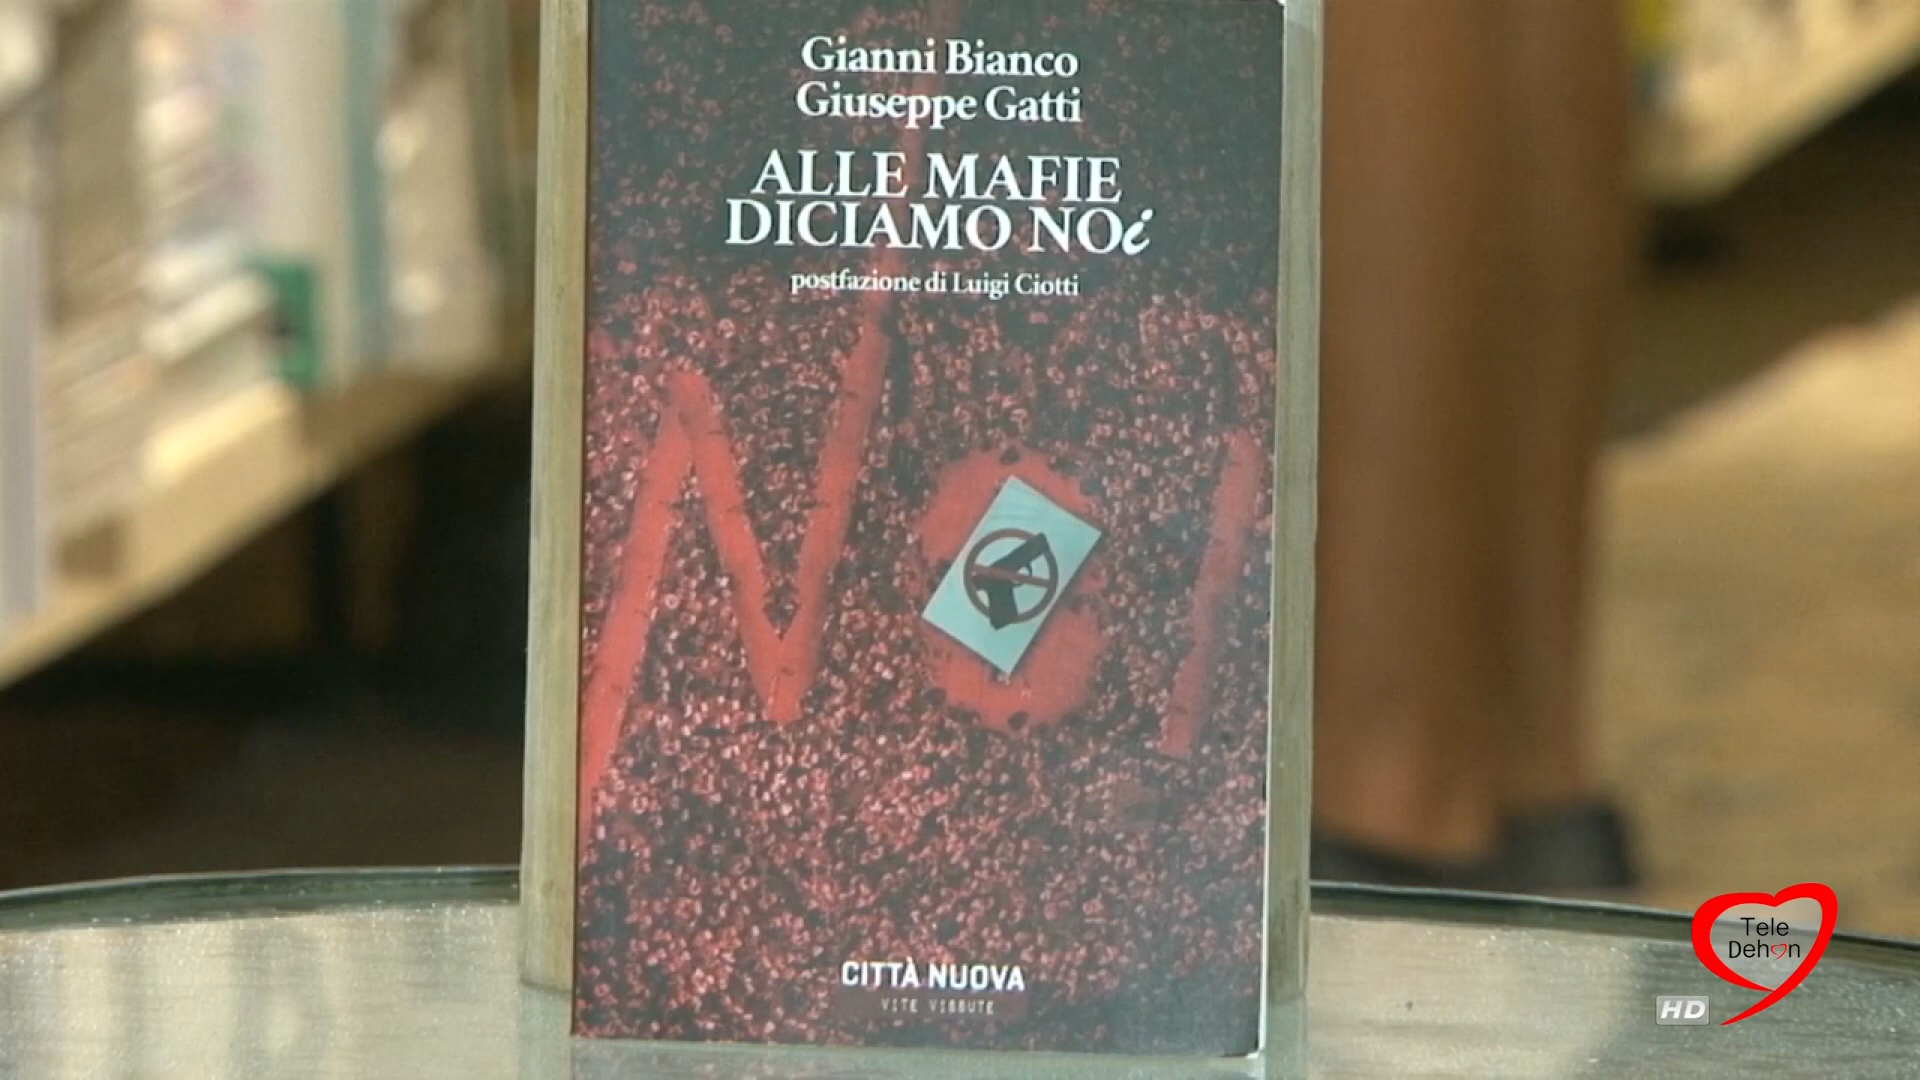 Gianni Bianco
Giuseppe Gatti
ALLE MAFIE
DICIAMO NOi
postfazione di Luigi Ciotti
NOI
CITTÀ NUOVA
VITE VISSUTE
Tele
Dehon
HD